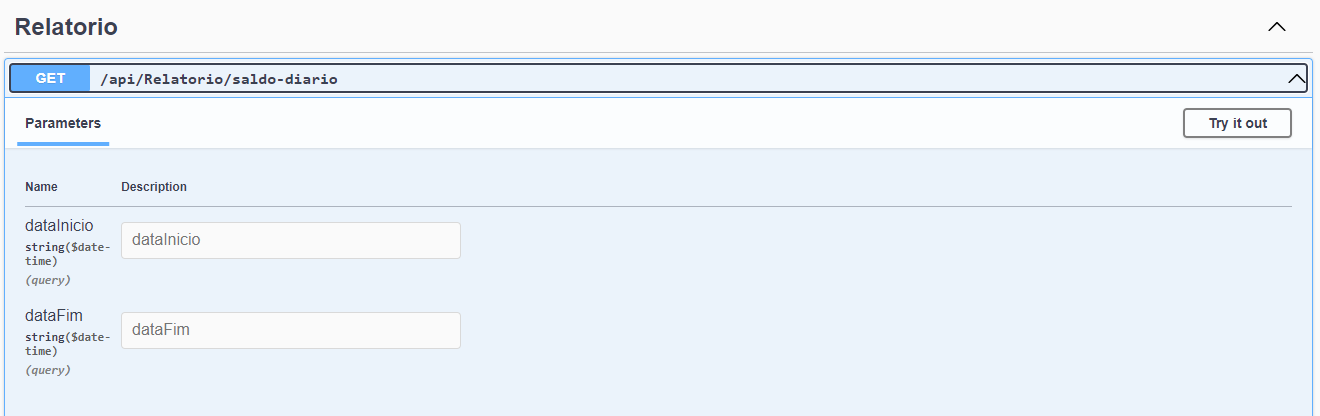 Relatorio
GET /api/Relatorio/saldo-diario
Parameters
Try it out
Name Description
dataInicio
string($date-
time)
(query)
dataInicio
dataFim
string($date-
time)
(query)
dataFim